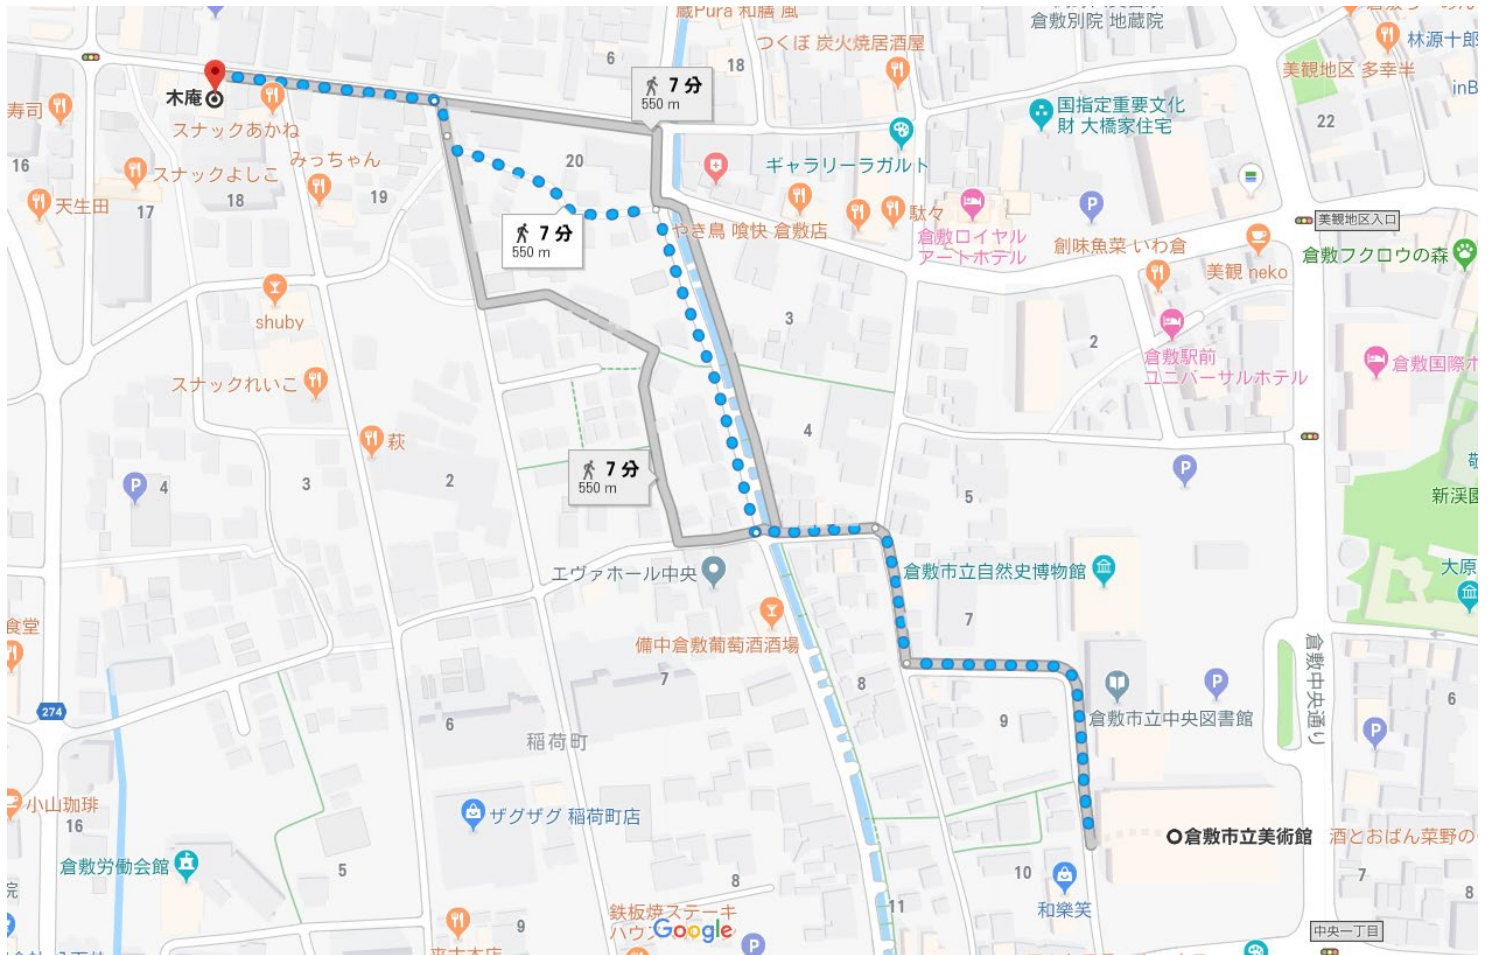 蔵Pura 和膳 風
倉敷別院 地蔵院
つくぼ 炭火焼居酒屋
林源十郎
美観地区 多幸半
inB
6
18
7 分
550 m
木庵
寿司
スナックあかね
国指定重要文化
財 大橋家住宅
22
16
スナックよしこ
みっちゃん
20
ギャラリーラガルト
天生田
17
18
19
やき鳥 喰快 倉敷店
駄々
倉敷ロイヤル
アートホテル
美観地区入口
7 分
550 m
創味魚菜 いわ倉
美観 neko
倉敷フクロウの森
shuby
3
2
倉敷駅前
ユニバーサルホテル
倉敷国際ホ
スナックれいこ
萩
4
7 分
550 m
4
3
2
5
新渓園
エヴァホール中央
倉敷市立自然史博物館
大原
食堂
備中倉敷葡萄酒酒場
7
倉敷中央通り
7
8
274
6
稲荷町
9
倉敷市立中央図書館
6
小山珈琲
16
ザグザグ 稲荷町店
倉敷市立美術館
酒とおばん菜野の
倉敷労働会館
5
8
10
7
8
院
和樂笑
11
鉄板焼ステーキ
ハウ
Google
9
中央一丁目